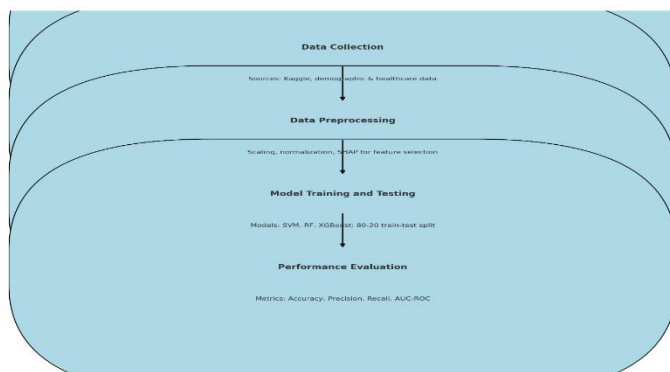 Data Collection
Sources: Kaggle, demographic & healthcare data
Data Preprocessing
Scaling, normalization, SHAP for feature selection
Model Training and Testing
Models: SVM, RF, XGBoost; 80-20 train-test split
Performance Evaluation
Metrics: Accuracy, Precision, Recall, AUC-ROC